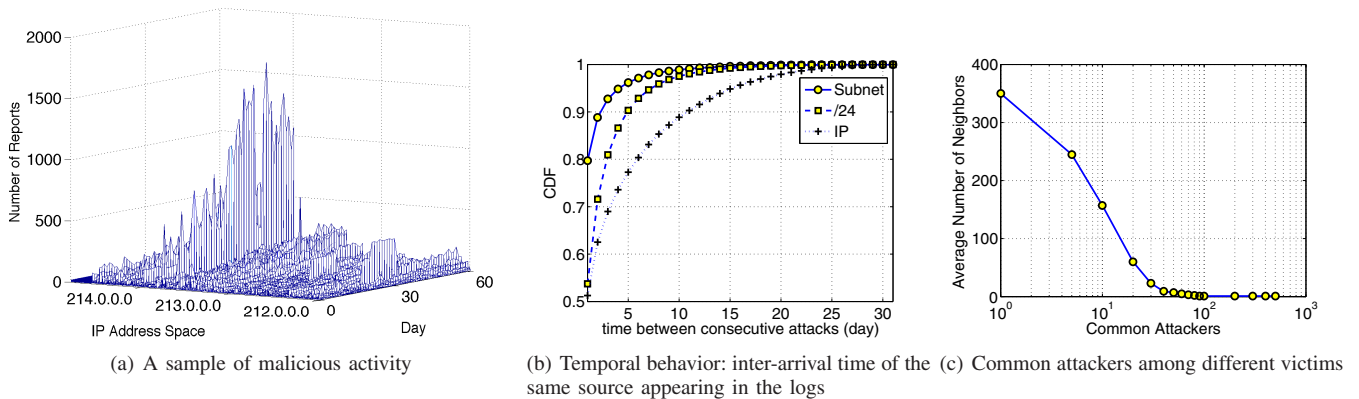 2000
1500
1000
500
0
Number of Reports
214.0.0.0
213.0.0.0
212.0.0.0
IP Address Space
0
30
60
Day
(a) A sample of malicious activity
1
0.9
0.8
0.7
0.6
0.5
CDF
Subnet
/24
IP
5
10
15
20
25
30
time between consecutive attacks (day)
(b) Temporal behavior: inter-arrival time of the
same source appearing in the logs
400
300
200
100
0
Average Number of Neighbors
10^0
10^1
10^2
10^3
Common Attackers
(c) Common attackers among different victims